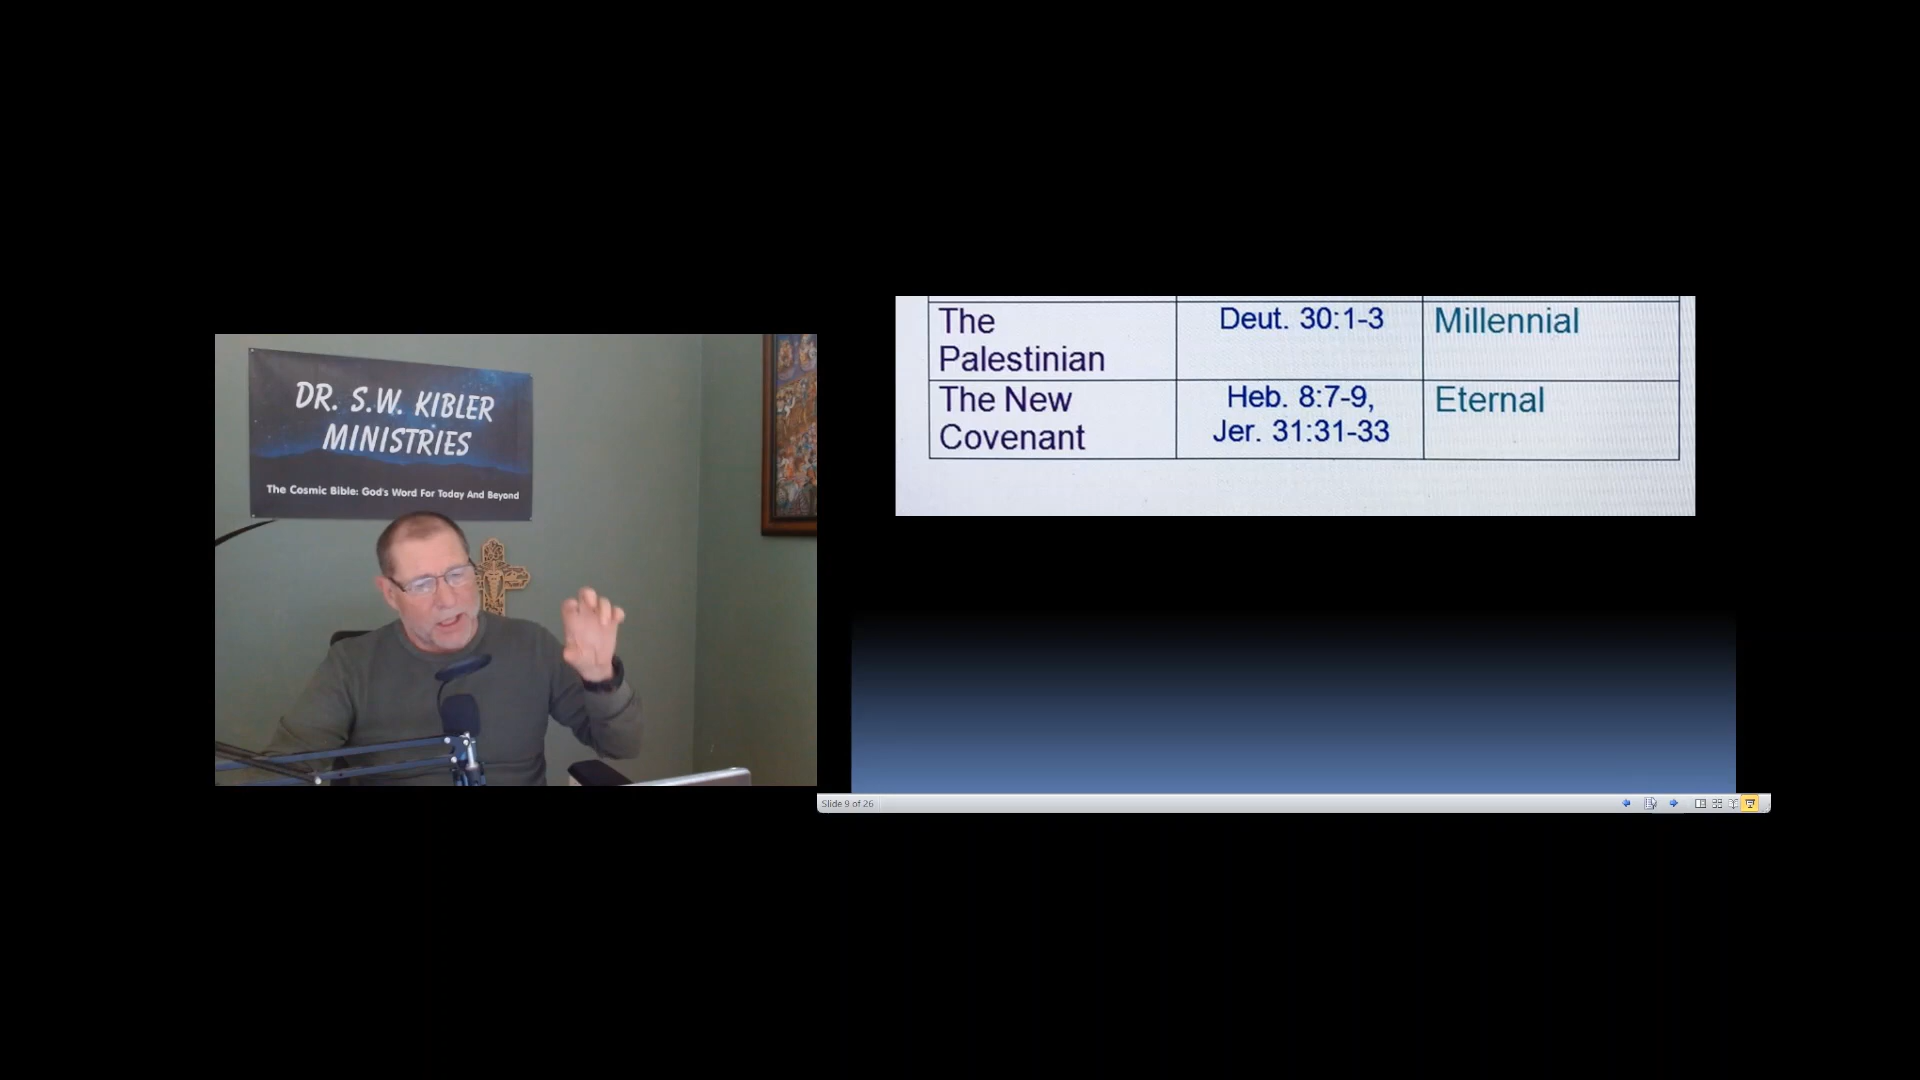 DR. S.W. KIBLER
MINISTRIES
The Cosmic Bible: God's Word For Today And Beyond
The
Palestinian
Deut. 30:1-3
Millennial
The New
Covenant
Heb. 8:7-9,
Jer. 31:31-33
Eternal
Slide 9 of 26